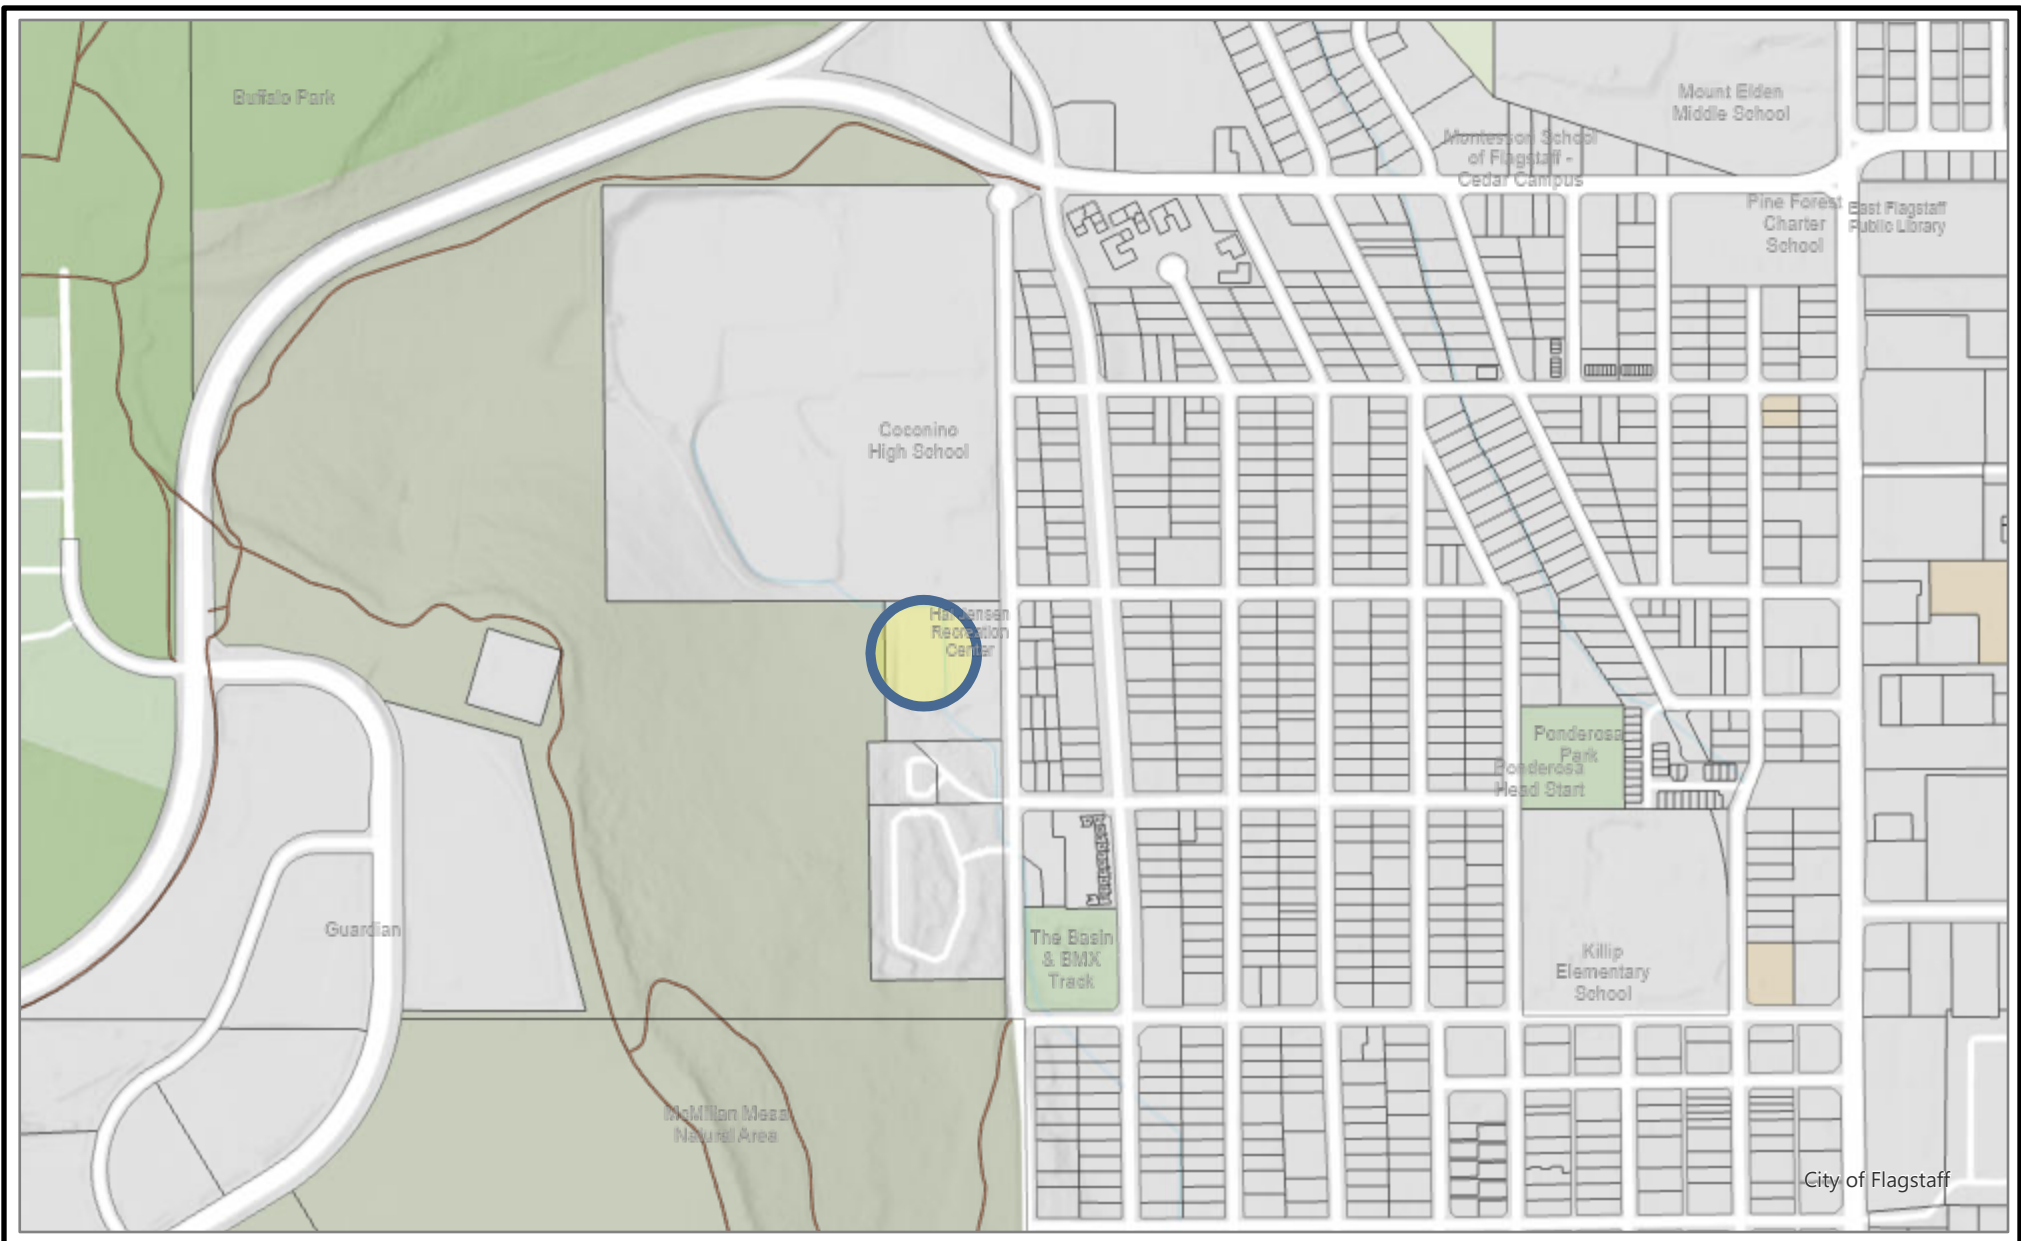 Buffalo Park
Mount Elden
Middle School
Montessori School
of Flagstaff -
Cedar Campus
Pine Forest
Charter
School
East Flagstaff
Public Library
Coconino
High School
Hal Jensen
Recreation
Center
Ponderosa
Park
Ponderosa
Head Start
Guardian
The Basin
& BMX
Track
Killip
Elementary
School
McMillan Mesa
Natural Area
City of Flagstaff